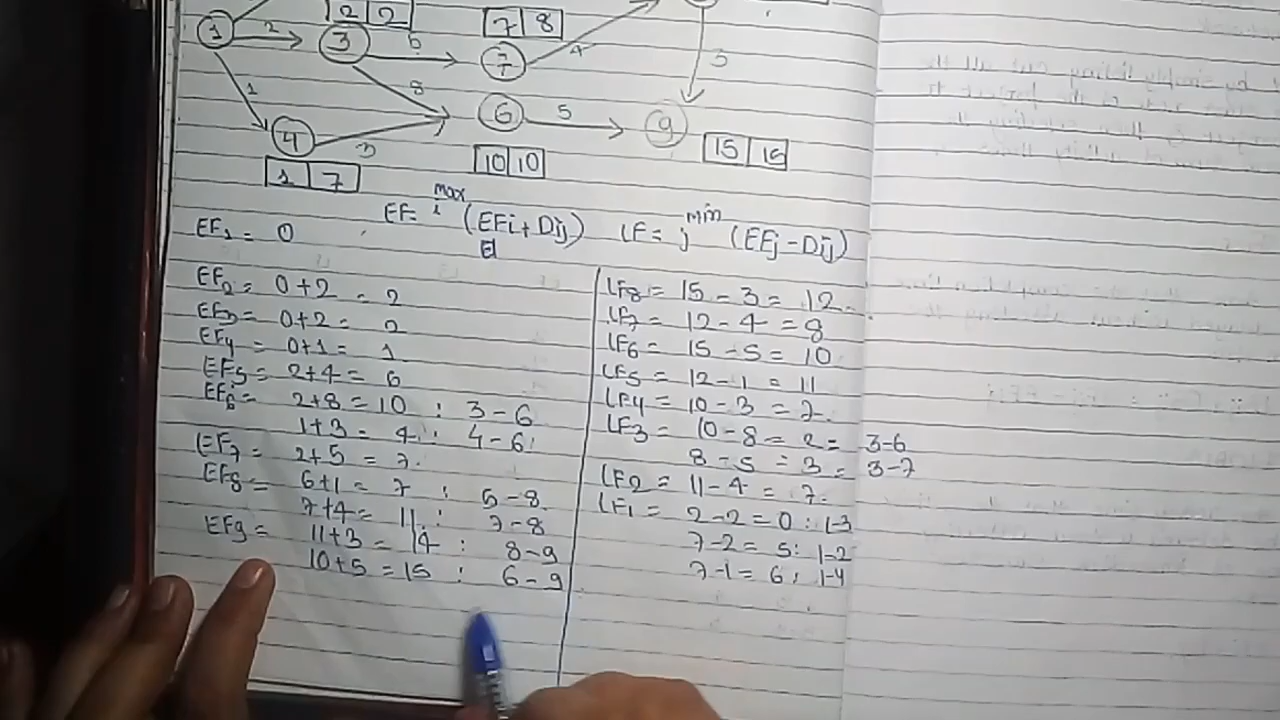 2 2
7 8
1 2 3 5 7 4
3
1 8
6 5 9
4 3
15 15
10 10
1 7
EF = max i (EFi + Dij) LF = min j (EFj - Dij)
EF1 = 0
EF2 = 0+2 = 2
EF3 = 0+2 = 2
EF4 = 0+1 = 1
EF5 = 2+4 = 6
EF6 = 2+8 = 10 : 3-6
1+3 = 4 : 4-6
EF7 = 2+5 = 7
EF8 = 6+1 = 7 : 5-8
7+4 = 11 : 7-8
EF9 = 11+3 = 14 : 8-9
10+5 = 15 : 6-9
LF8 = 15-3 = 12
LF7 = 12-4 = 8
LF6 = 15-5 = 10
LF5 = 12-1 = 11
LF4 = 10-3 = 7
LF3 = 10-8 = 2 = 3-6
8-5 = 3 = 3-7
LF2 = 11-4 = 7
LF1 = 2-2 = 0 : 1-3
7-2 = 5 : 1-2
7-1 = 6 : 1-4